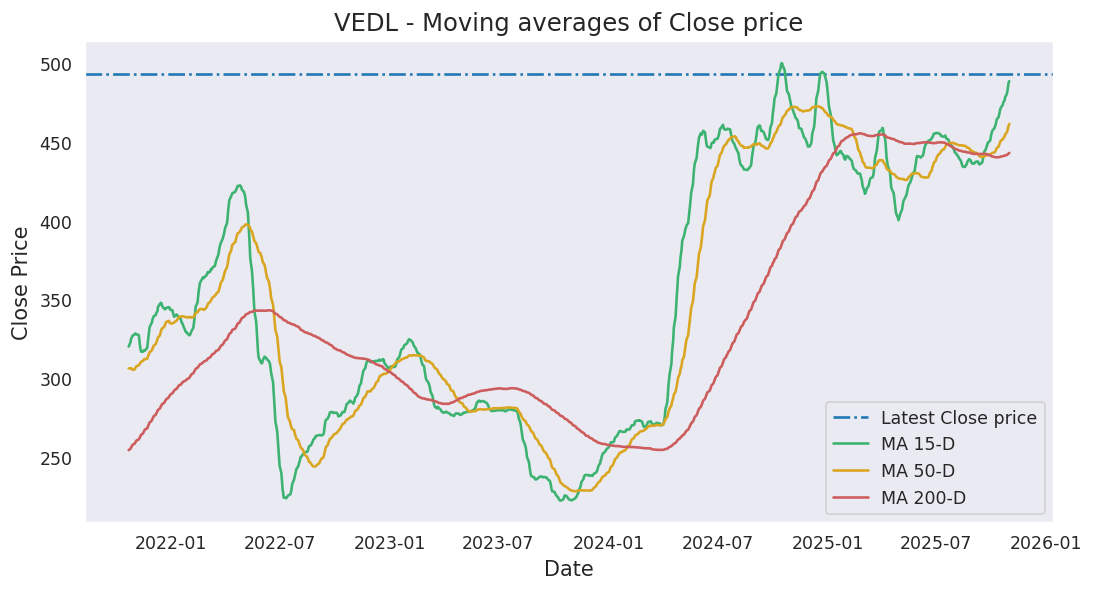 VEDL - Moving averages of Close price
Close Price
500
450
400
350
300
250
Latest Close price
MA 15-D
MA 50-D
MA 200-D
2022-01 2022-07 2023-01 2023-07 2024-01 2024-07 2025-01 2025-07 2026-01
Date